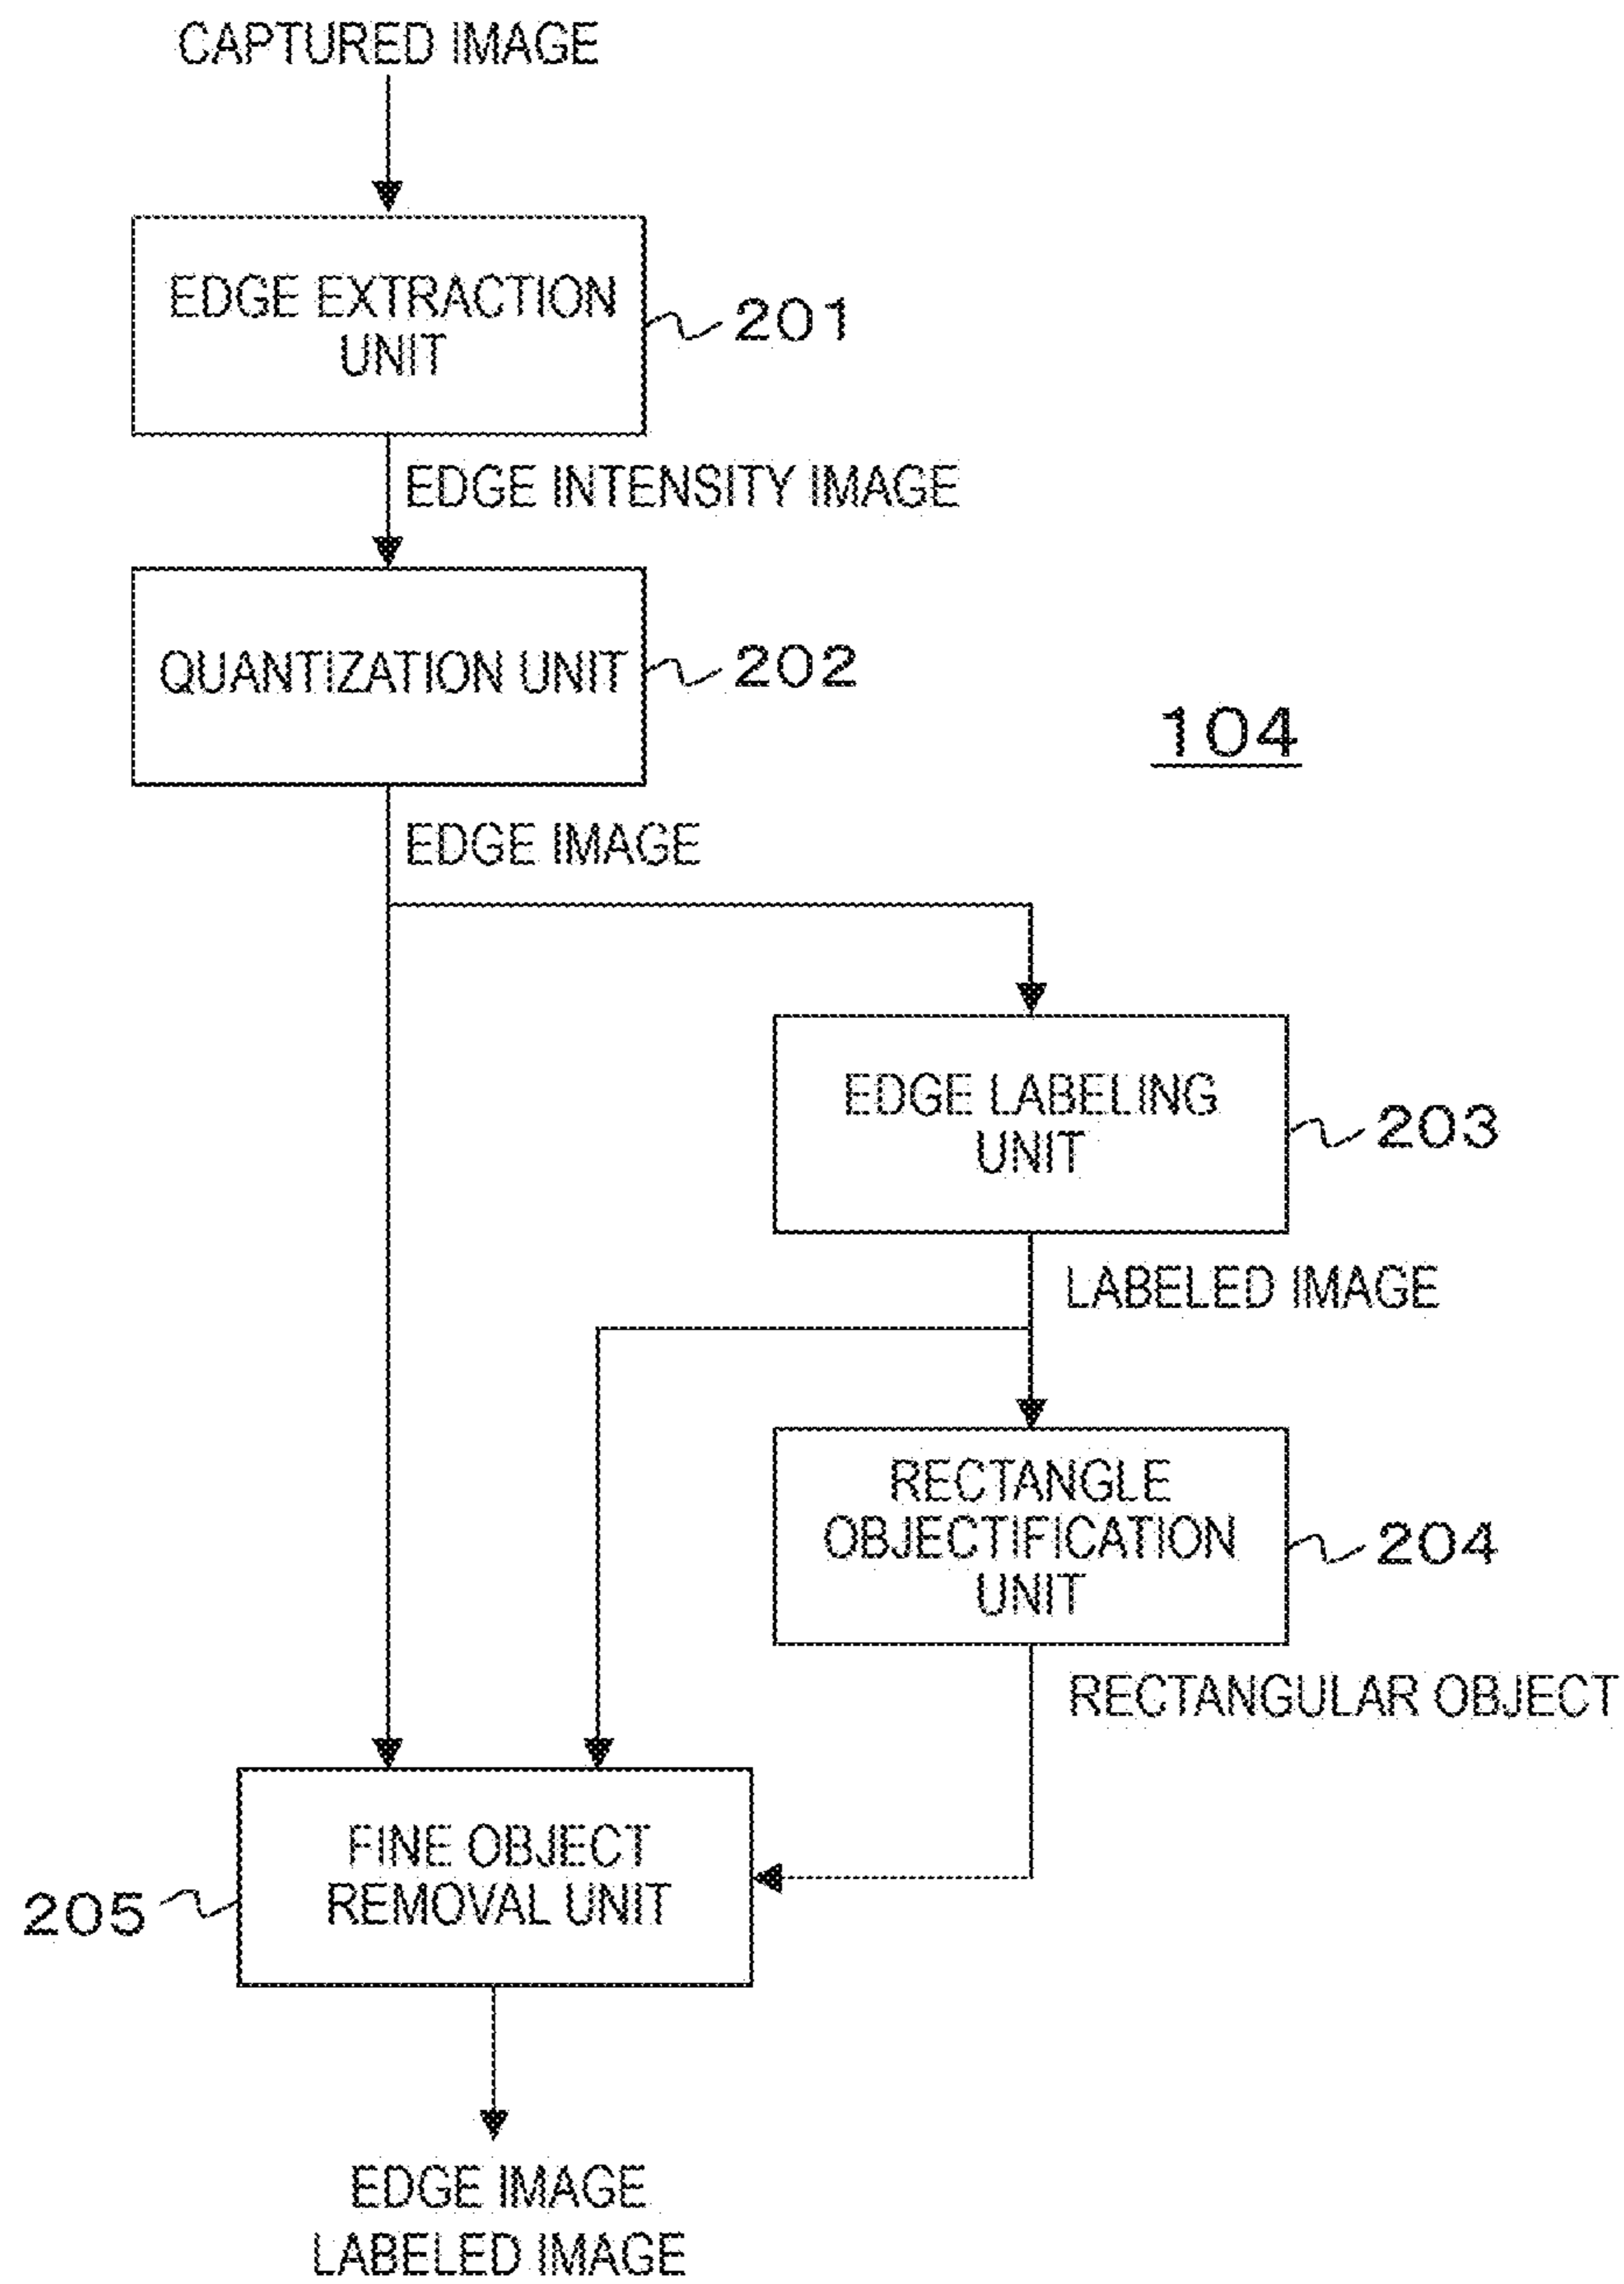 CAPTURED IMAGE
EDGE EXTRACTION
UNIT
201
EDGE INTENSITY IMAGE
QUANTIZATION UNIT
202
104
EDGE IMAGE
EDGE LABELING
UNIT
203
LABELED IMAGE
RECTANGLE
OBJECTIFICATION
UNIT
204
RECTANGULAR OBJECT
FINE OBJECT
REMOVAL UNIT
205
EDGE IMAGE
LABELED IMAGE